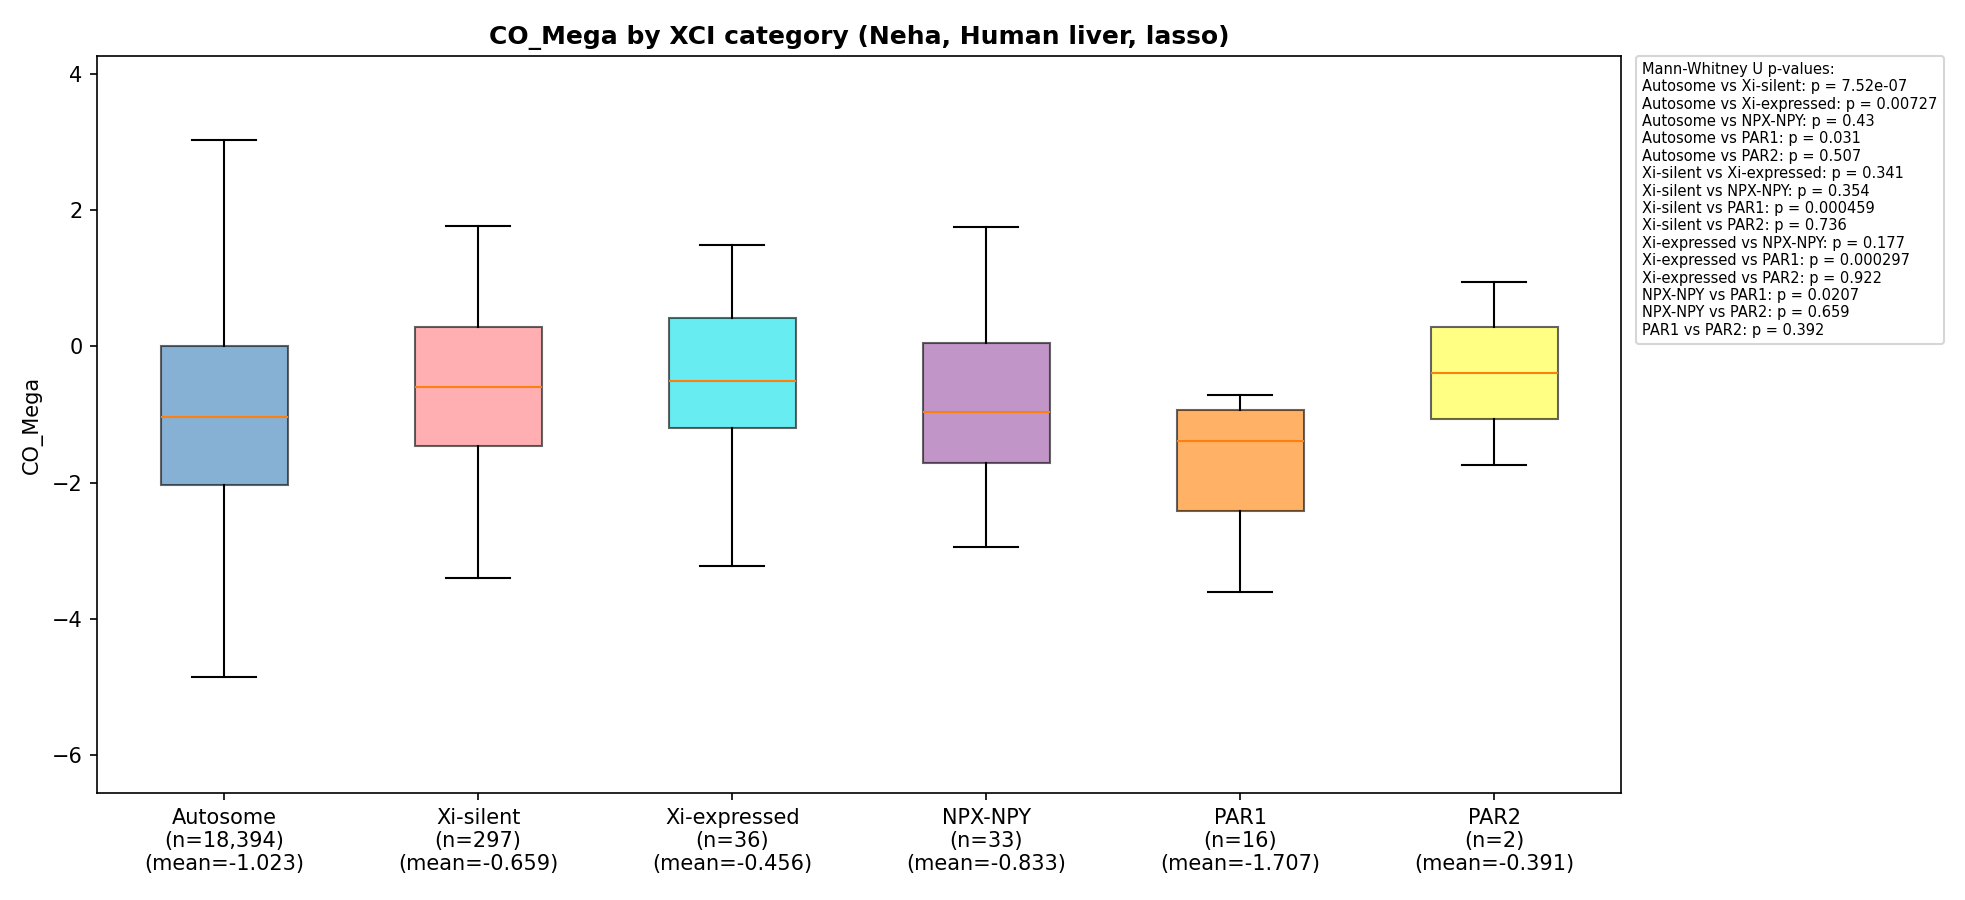 CO_Mega by XCI category (Neha, Human liver, lasso)
Mann-Whitney U p-values:
Autosome vs Xi-silent: p = 7.52e-07
Autosome vs Xi-expressed: p = 0.00727
Autosome vs NPX-NPY: p = 0.43
Autosome vs PAR1: p = 0.031
Autosome vs PAR2: p = 0.507
Xi-silent vs Xi-expressed: p = 0.341
Xi-silent vs NPX-NPY: p = 0.354
Xi-silent vs PAR1: p = 0.000459
Xi-silent vs PAR2: p = 0.736
Xi-expressed vs NPX-NPY: p = 0.177
Xi-expressed vs PAR1: p = 0.000297
Xi-expressed vs PAR2: p = 0.922
NPX-NPY vs PAR1: p = 0.0207
NPX-NPY vs PAR2: p = 0.659
PAR1 vs PAR2: p = 0.392
CO_Mega
4
2
0
−2
−4
−6
Autosome
(n=18,394)
(mean=-1.023)
Xi-silent
(n=297)
(mean=-0.659)
Xi-expressed
(n=36)
(mean=-0.456)
NPX-NPY
(n=33)
(mean=-0.833)
PAR1
(n=16)
(mean=-1.707)
PAR2
(n=2)
(mean=-0.391)